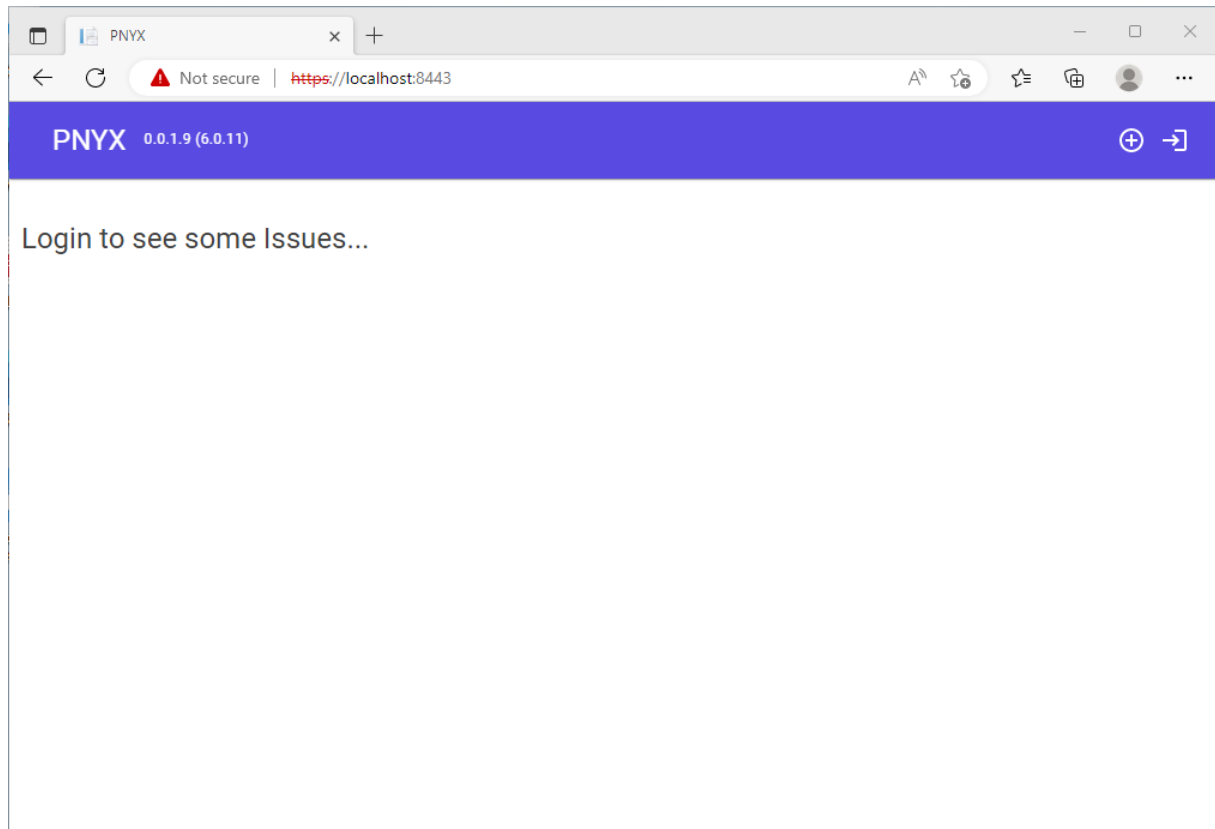 PNYX
Not secure | https://localhost:8443
PNYX 0.0.1.9 (6.0.11)
Login to see some Issues...